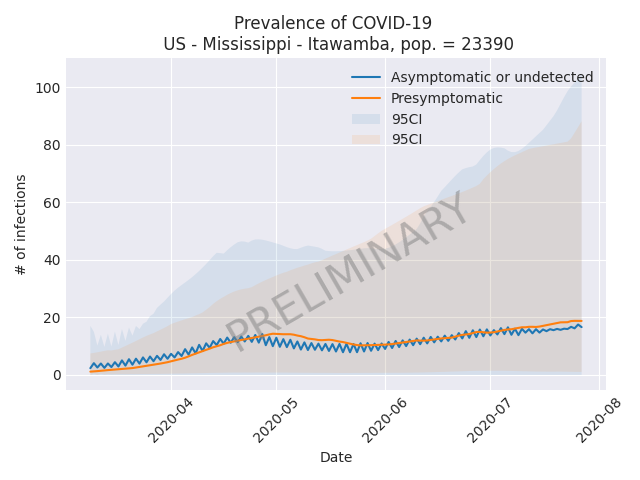 Prevalence of COVID-19
US - Mississippi - Itawamba, pop. = 23390
Asymptomatic or undetected
Presymptomatic
95CI
95CI
100
80
60
40
20
0
# of infections
PRELIMINARY
2020-04
2020-05
2020-06
2020-07
2020-08
Date